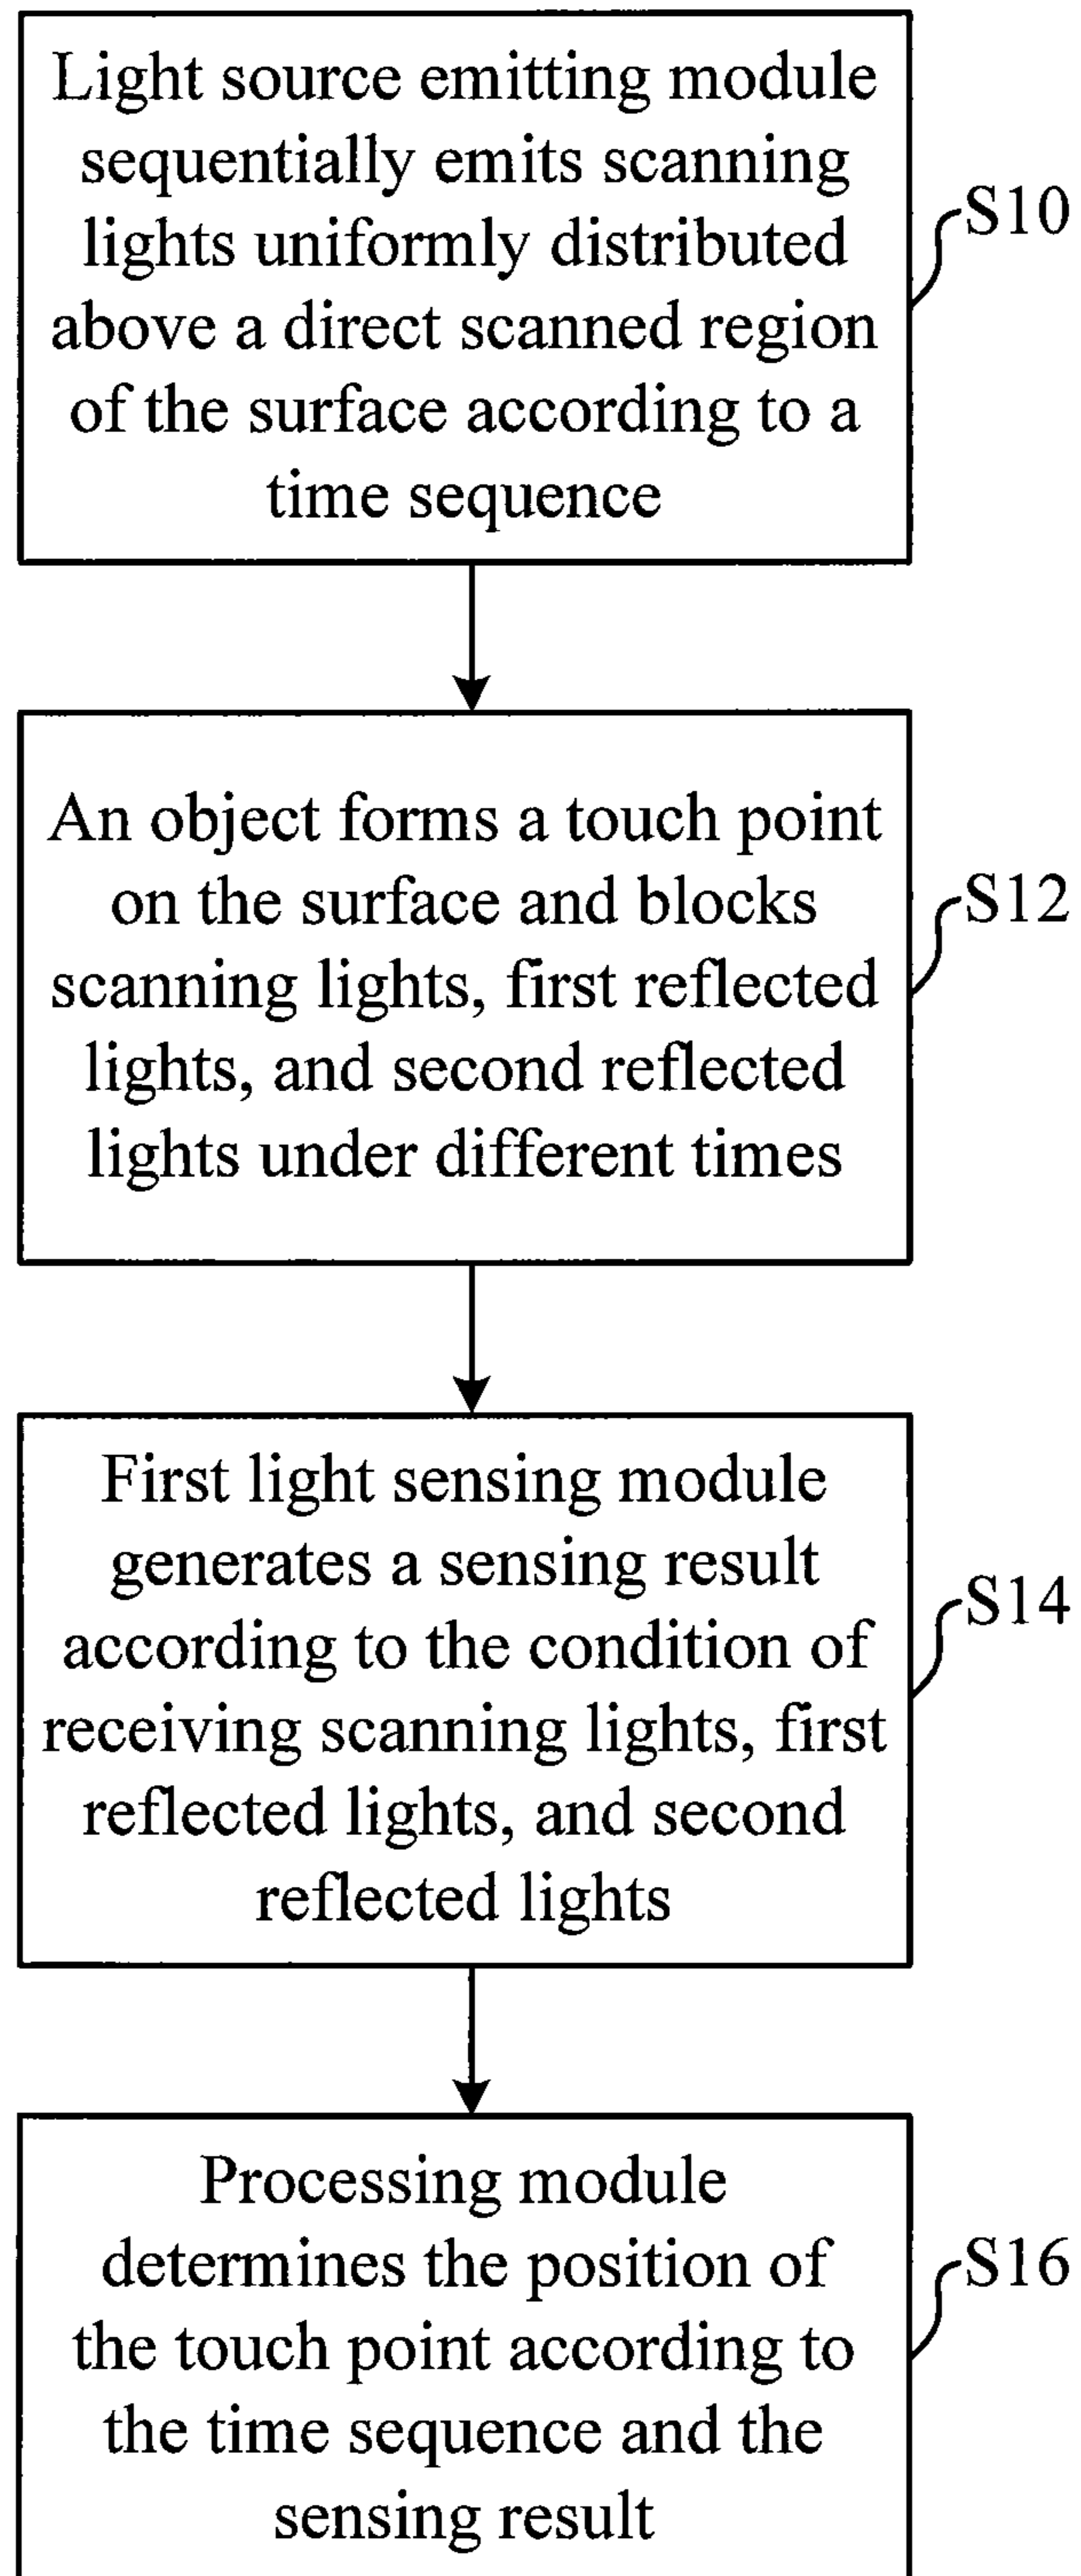 Light source emitting module
sequentially emits scanning
lights uniformly distributed
above a direct scanned region
of the surface according to a
time sequence
S10
An object forms a touch point
on the surface and blocks
scanning lights, first reflected
lights, and second reflected
lights under different times
S12
First light sensing module
generates a sensing result
according to the condition of
receiving scanning lights, first
reflected lights, and second
reflected lights
S14
Processing module
determines the position of
the touch point according to
the time sequence and the
sensing result
S16